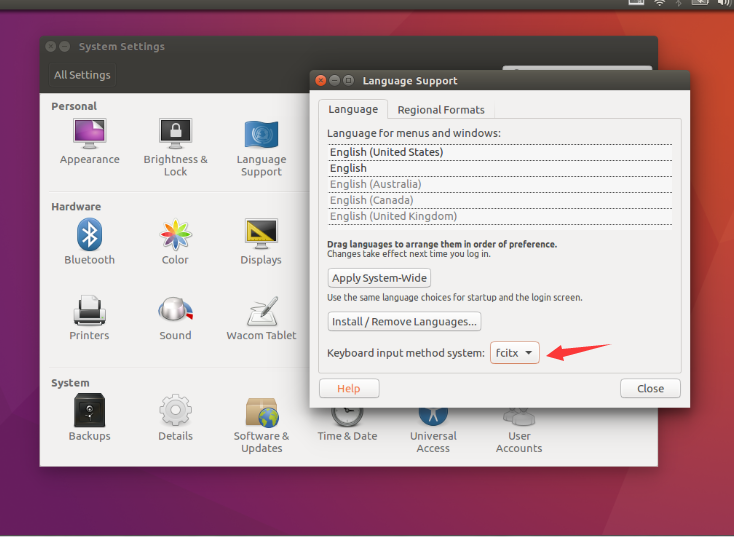 System Settings
All Settings
Personal
Appearance
Brightness &
Lock
Language
Support
Hardware
Bluetooth
Color
Displays
Printers
Sound
Wacom Tablet
System
Backups
Details
Software &
Updates
Time & Date
Universal
Access
User
Accounts
Language Support
Language
Regional Formats
Language for menus and windows:
English (United States)
English
English (Australia)
English (Canada)
English (United Kingdom)
Drag languages to arrange them in order of preference.
Changes take effect next time you log in.
Apply System-Wide
Use the same language choices for startup and the login screen.
Install / Remove Languages...
Keyboard input method system:
fcitx
Help
Close